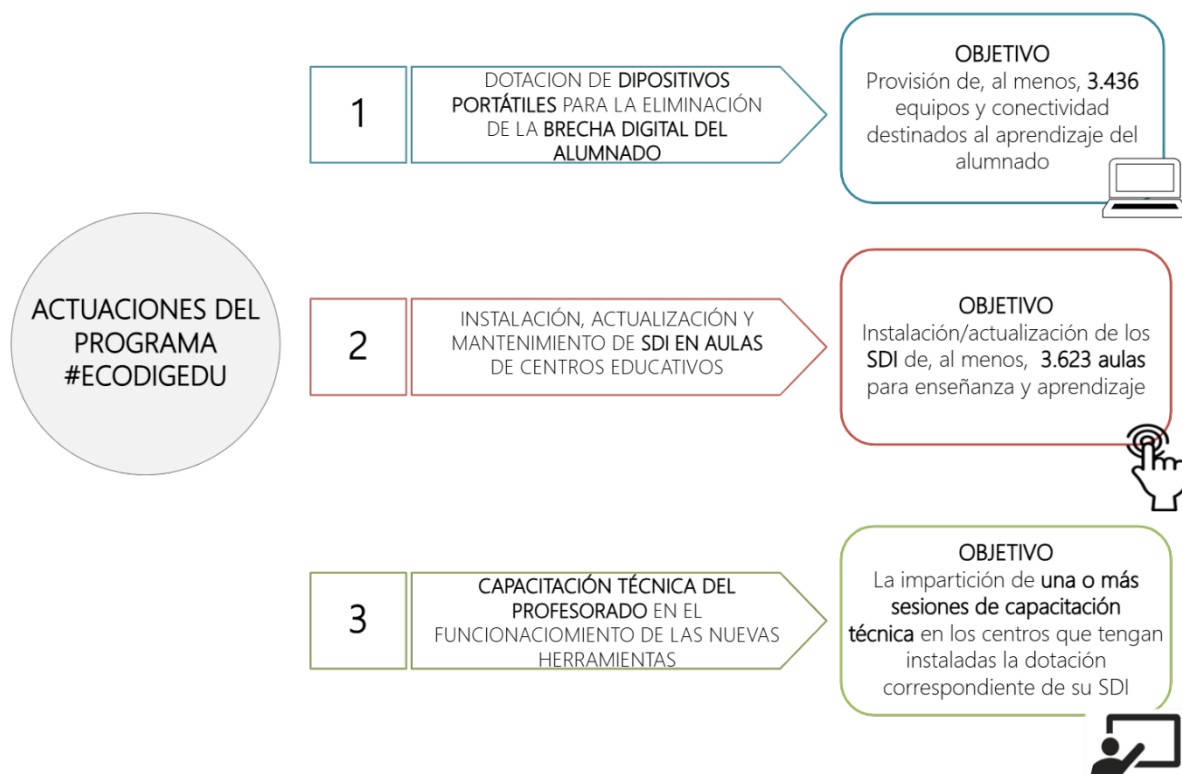 ACTUACIONES DEL
PROGRAMA
#ECODIGEDU
1
DOTACION DE DIPOSITIVOS
PORTÁTILES PARA LA ELIMINACIÓN
DE LA BRECHA DIGITAL DEL
ALUMNADO
OBJETIVO
Provisión de, al menos, 3.436
equipos y conectividad
destinados al aprendizaje del
alumnado
2
INSTALACIÓN, ACTUALIZACIÓN Y
MANTENIMIENTO DE SDI EN AULAS
DE CENTROS EDUCATIVOS
OBJETIVO
Instalación/actualización de los
SDI de, al menos, 3.623 aulas
para enseñanza y aprendizaje
3
CAPACITACIÓN TÉCNICA DEL
PROFESORADO EN EL
FUNCIONACIOMIENTO DE LAS NUEVAS
HERRAMIENTAS
OBJETIVO
La impartición de una o más
sesiones de capacitación
técnica en los centros que tengan
instaladas la dotación
correspondiente de su SDI